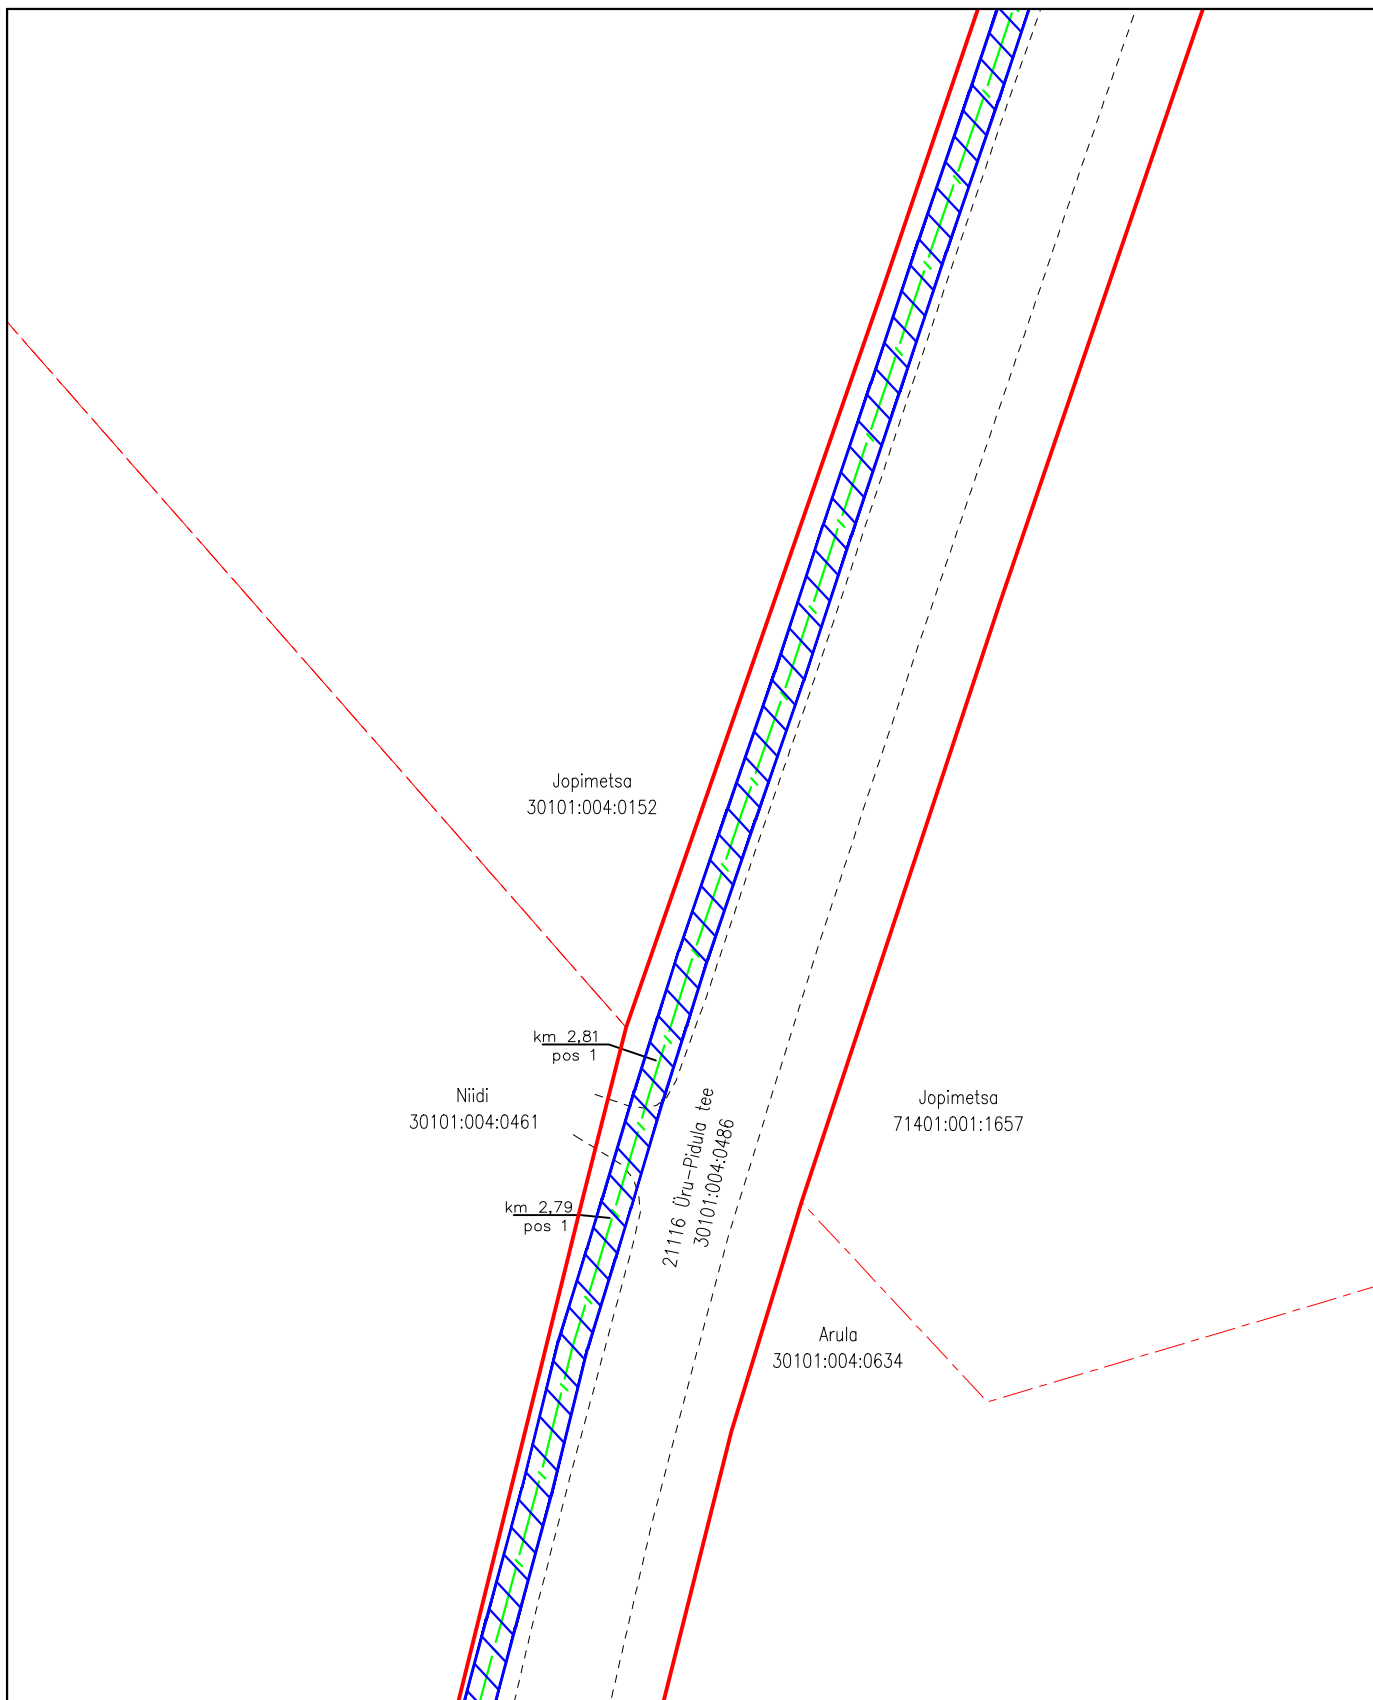 Jopimetsa
30101:004:0152
km 2,81
pos 1
Niidi
30101:004:0461
21116 Üru-Pidula tee
30101:004:0486
Jopimetsa
71401:001:1657
km 2,79
pos 1
Arula
30101:004:0634